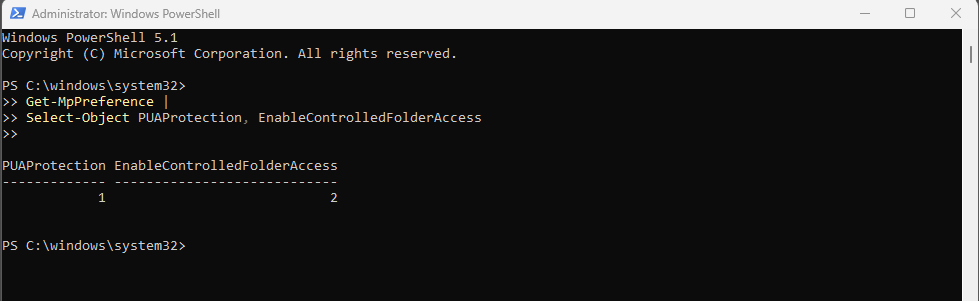 Administrator: Windows PowerShell
Windows PowerShell 5.1
Copyright (C) Microsoft Corporation. All rights reserved.
PS C:\windows\system32>
>> Get-MpPreference |
>> Select-Object PUAProtection, EnableControlledFolderAccess
>>
PUAProtection EnableControlledFolderAccess
------------- ----------------------------
            1                            2
PS C:\windows\system32>